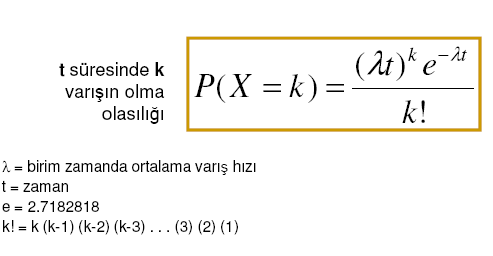 t süresinde k
varışın olma
olasılığı
P(X = k) = (λt)^k e^{-λt} / k!
λ = birim zamanda ortalama varış hızı
t = zaman
e = 2.7182818
k! = k (k-1) (k-2) (k-3) . . . (3) (2) (1)